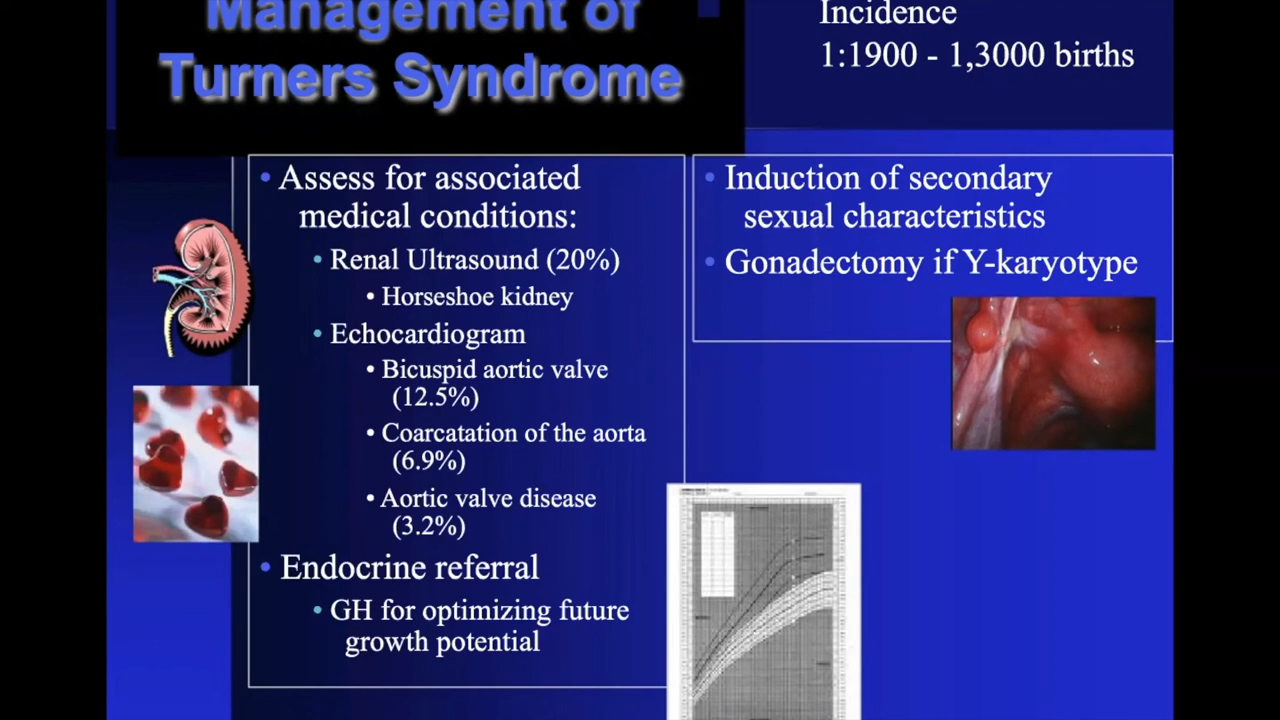 Management of
Turners Syndrome
Incidence
1:1900 - 1,3000 births
• Assess for associated
medical conditions:
• Renal Ultrasound (20%)
• Horseshoe kidney
• Echocardiogram
• Bicuspid aortic valve
(12.5%)
• Coarcatation of the aorta
(6.9%)
• Aortic valve disease
(3.2%)
• Endocrine referral
• GH for optimizing future
growth potential
• Induction of secondary
sexual characteristics
• Gonadectomy if Y-karyotype